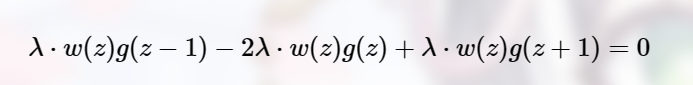 λ · w(z)g(z − 1) − 2λ · w(z)g(z) + λ · w(z)g(z + 1) = 0